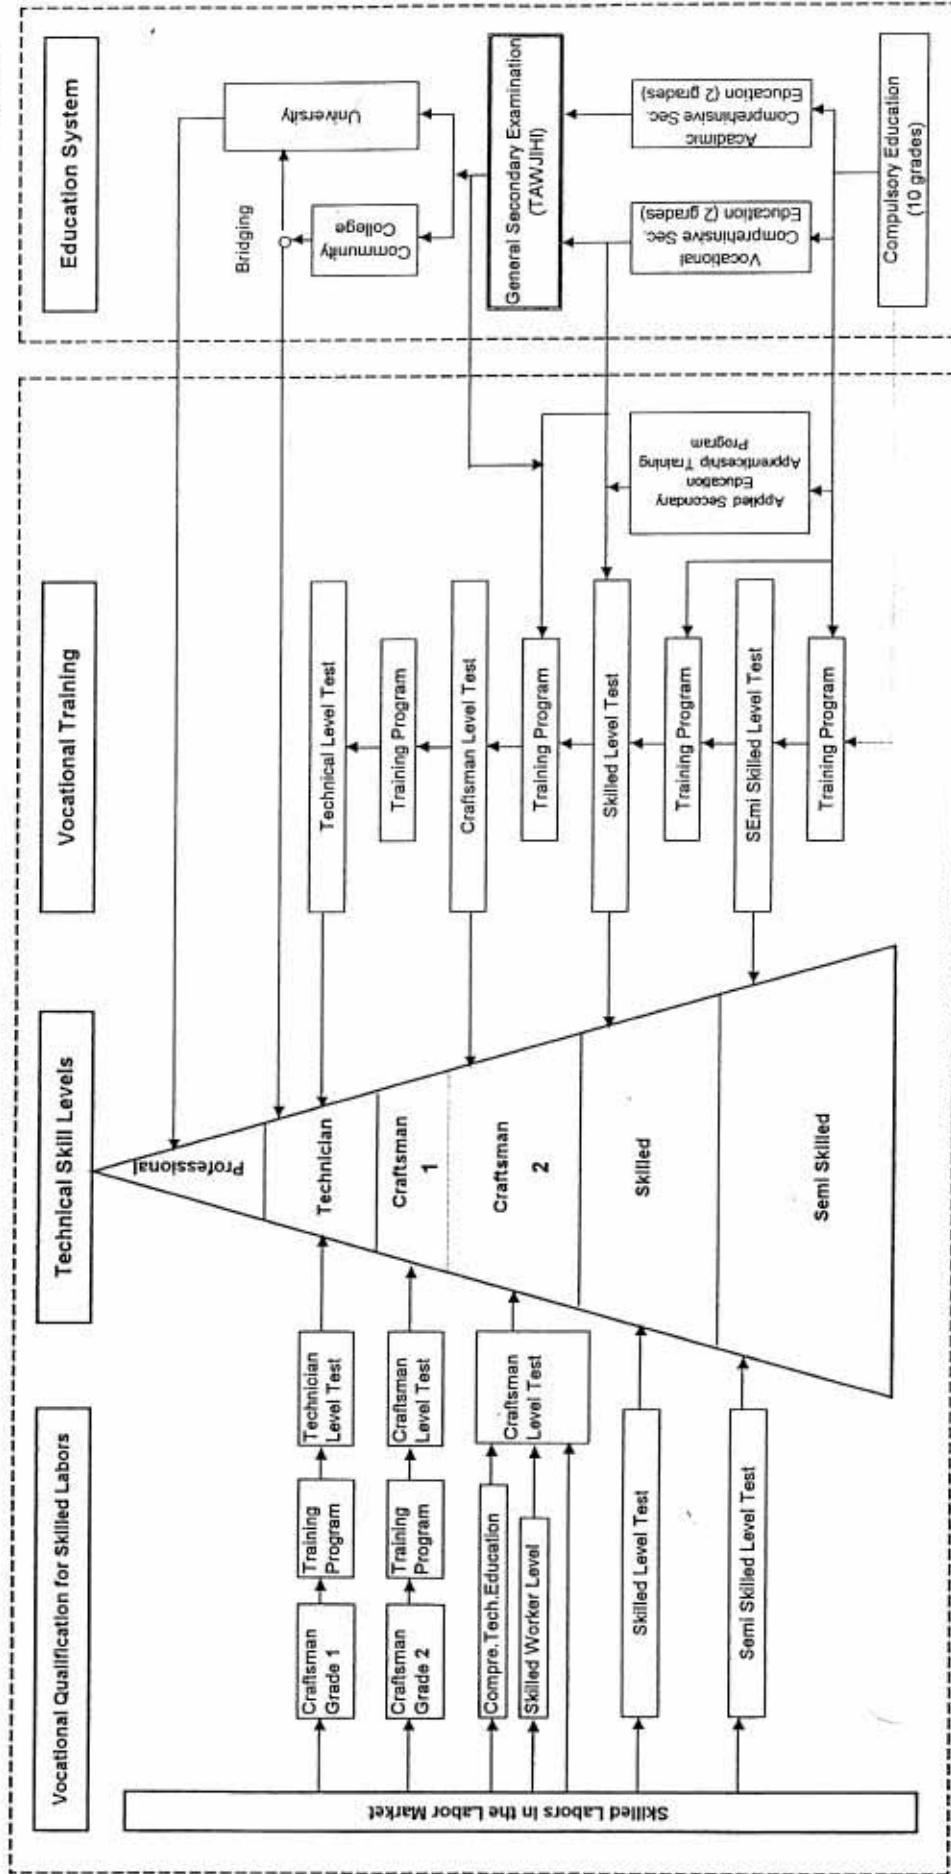 Vocational Qualification for Skilled Labors
Technical Skill Levels
Vocational Training
Education System
Skilled Labors in the Labor Market
Craftsman
Grade 1
Training
Program
Technician
Level Test
Craftsman
Grade 2
Training
Program
Craftsman
Level Test
Compre.Tech.Education
Skilled Worker Level
Craftsman
Level Test
Skilled Level Test
Semi Skilled Level Test
Professional
Technician
Craftsman
1
Craftsman
2
Skilled
Semi Skilled
Technical Level Test
Training Program
Craftsman Level Test
Training Program
Skilled Level Test
Training Program
SEmi Skilled Level Test
Training Program
Applied Secondary
Education
Apprenticeship Training
Program
University
Bridging
Community
College
General Secondary Examination
(TAWJIHI)
Vocational
Comprehinsive Sec.
Education (2 grades)
Acadimic
Comprehinsive Sec.
Education (2 grades)
Compulsory Education
(10 grades)